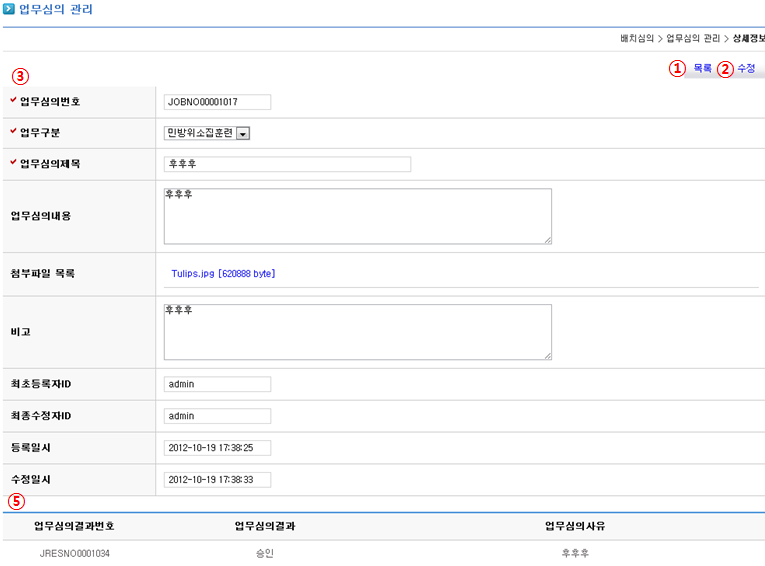 업무심의 관리
배치심의 > 업무심의 관리 > 상세정보
① 목록 ② 수정
③
업무심의번호 JOBNO00001017
업무구분 민방위소집훈련
업무심의제목 후후후
업무심의내용 후후후
첨부파일 목록 Tulips.jpg [620888 byte]
비고 후후후
최초등록자ID admin
최종수정자ID admin
등록일시 2012-10-19 17:38:25
수정일시 2012-10-19 17:38:33
⑤
업무심의결과번호 업무심의결과 업무심의사유
JRESNO0001034 승인 후후후